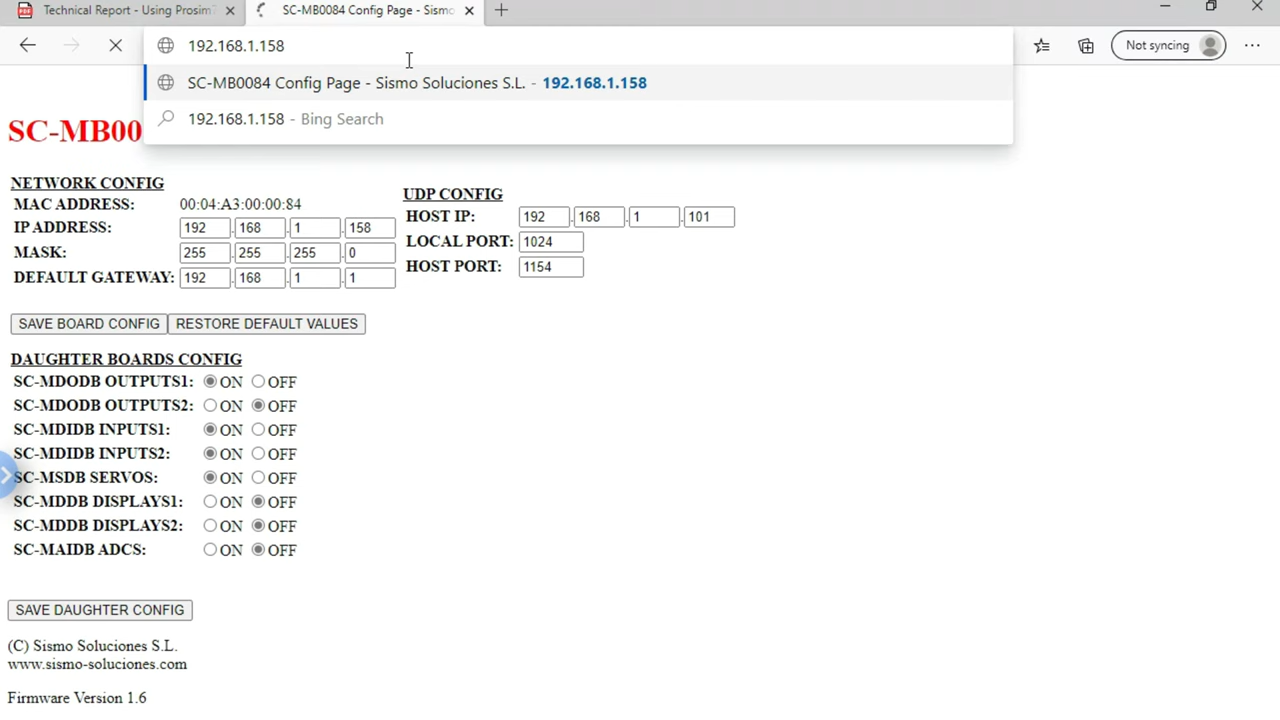 Technical Report - Using Prosim7
SC-MB0084 Config Page - Sismo
192.168.1.158
Not syncing
SC-MB0084 Config Page - Sismo Soluciones S.L. - 192.168.1.158
192.168.1.158 - Bing Search
SC-MB00
NETWORK CONFIG
MAC ADDRESS: 00:04:A3:00:00:84
IP ADDRESS: 192 . 168 . 1 . 158
MASK: 255 . 255 . 255 . 0
DEFAULT GATEWAY: 192 . 168 . 1 . 1
UDP CONFIG
HOST IP: 192 . 168 . 1 . 101
LOCAL PORT: 1024
HOST PORT: 1154
SAVE BOARD CONFIG RESTORE DEFAULT VALUES
DAUGHTER BOARDS CONFIG
SC-MDODB OUTPUTS1: ON OFF
SC-MDODB OUTPUTS2: ON OFF
SC-MDIDB INPUTS1: ON OFF
SC-MDIDB INPUTS2: ON OFF
SC-MSDB SERVOS: ON OFF
SC-MDDB DISPLAYS1: ON OFF
SC-MDDB DISPLAYS2: ON OFF
SC-MAIDB ADCS: ON OFF
SAVE DAUGHTER CONFIG
(C) Sismo Soluciones S.L.
www.sismo-soluciones.com
Firmware Version 1.6